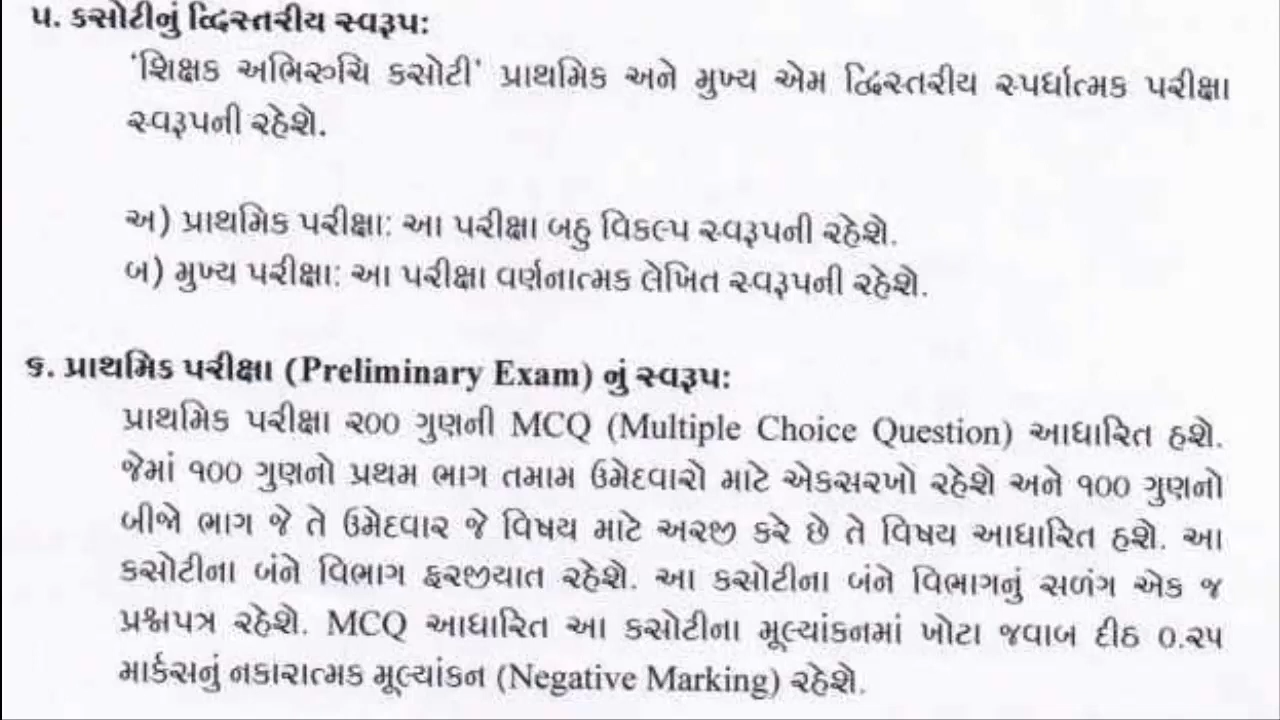 ૫. કસોટીનું દ્વિસ્તરીય સ્વરૂપ:
‘શિક્ષક અભિરુચિ કસોટી’ પ્રાથમિક અને મુખ્ય એમ દ્વિસ્તરીય સ્પર્ધાત્મક પરીક્ષા
સ્વરૂપની રહેશે.
અ) પ્રાથમિક પરીક્ષા: આ પરીક્ષા બહુ વિકલ્પ સ્વરૂપની રહેશે.
બ) મુખ્ય પરીક્ષા: આ પરીક્ષા વર્ણનાત્મક લેખિત સ્વરૂપની રહેશે.
૬. પ્રાથમિક પરીક્ષા (Preliminary Exam) નું સ્વરૂપ:
પ્રાથમિક પરીક્ષા ૨૦૦ ગુણની MCQ (Multiple Choice Question) આધારિત હશે.
જેમાં ૧૦૦ ગુણનો પ્રથમ ભાગ તમામ ઉમેદવારો માટે એકસરખો રહેશે અને ૧૦૦ ગુણનો
બીજો ભાગ જે તે ઉમેદવાર જે વિષય માટે અરજી કરે છે તે વિષય આધારિત હશે. આ
કસોટીના બંને વિભાગ ફરજીયાત રહેશે. આ કસોટીના બંને વિભાગનું સળંગ એક જ
પ્રશ્નપત્ર રહેશે. MCQ આધારિત આ કસોટીના મૂલ્યાંકનમાં ખોટા જવાબ દીઠ ૦.૨૫
માર્કસનું નકારાત્મક મૂલ્યાંકન (Negative Marking) રહેશે.